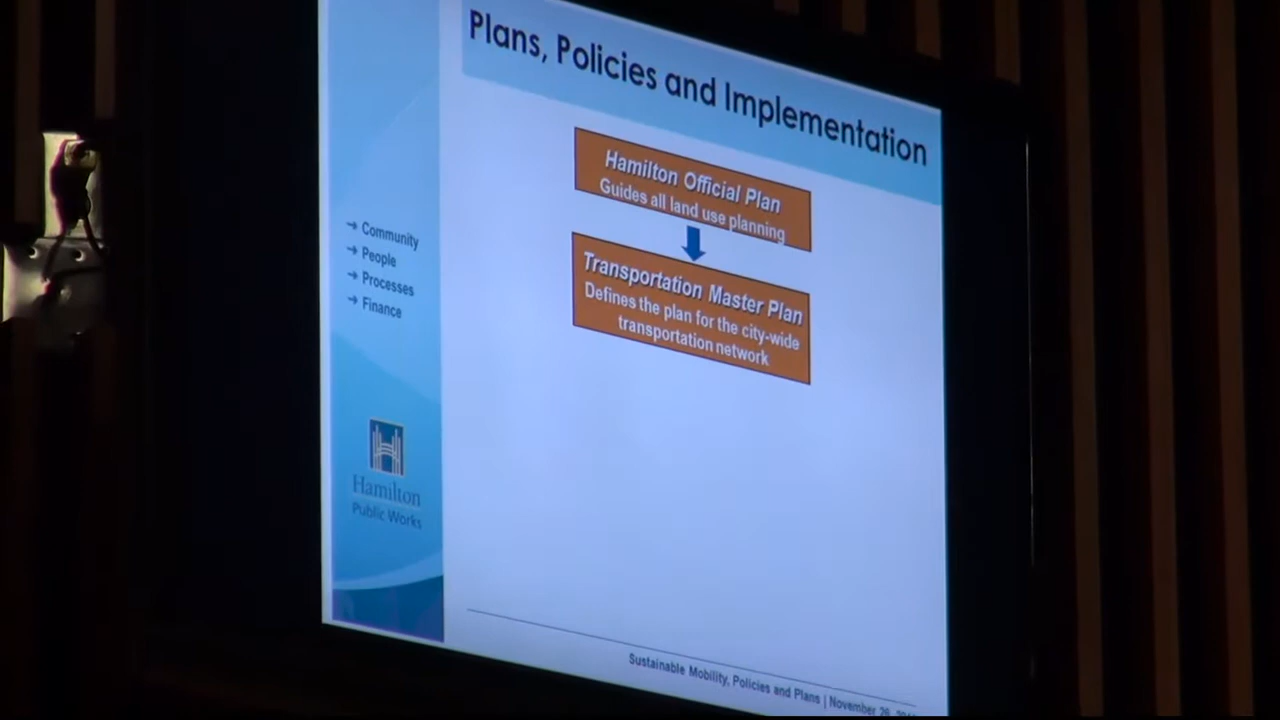 Plans, Policies and Implementation
Hamilton Official Plan
Guides all land use planning
Transportation Master Plan
Defines the plan for the city-wide
transportation network
→ Community
→ People
→ Processes
→ Finance
Hamilton
Public Works
Sustainable Mobility, Policies and Plans | November